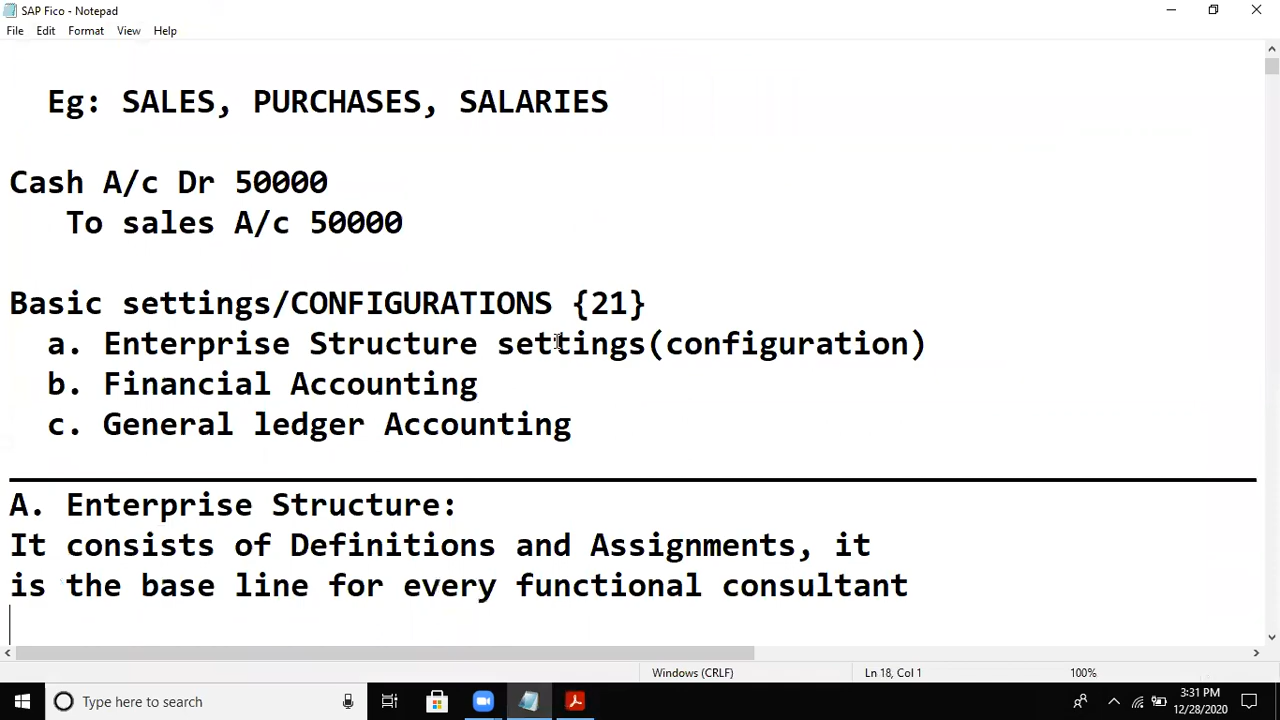 SAP Fico - Notepad
File Edit Format View Help
Eg: SALES, PURCHASES, SALARIES
Cash A/c Dr 50000
To sales A/c 50000
Basic settings/CONFIGURATIONS {21}
a. Enterprise Structure settings(configuration)
b. Financial Accounting
c. General ledger Accounting
A. Enterprise Structure:
It consists of Definitions and Assignments, it
is the base line for every functional consultant
Windows (CRLF) Ln 18, Col 1 100%
Type here to search
3:31 PM
12/28/2020